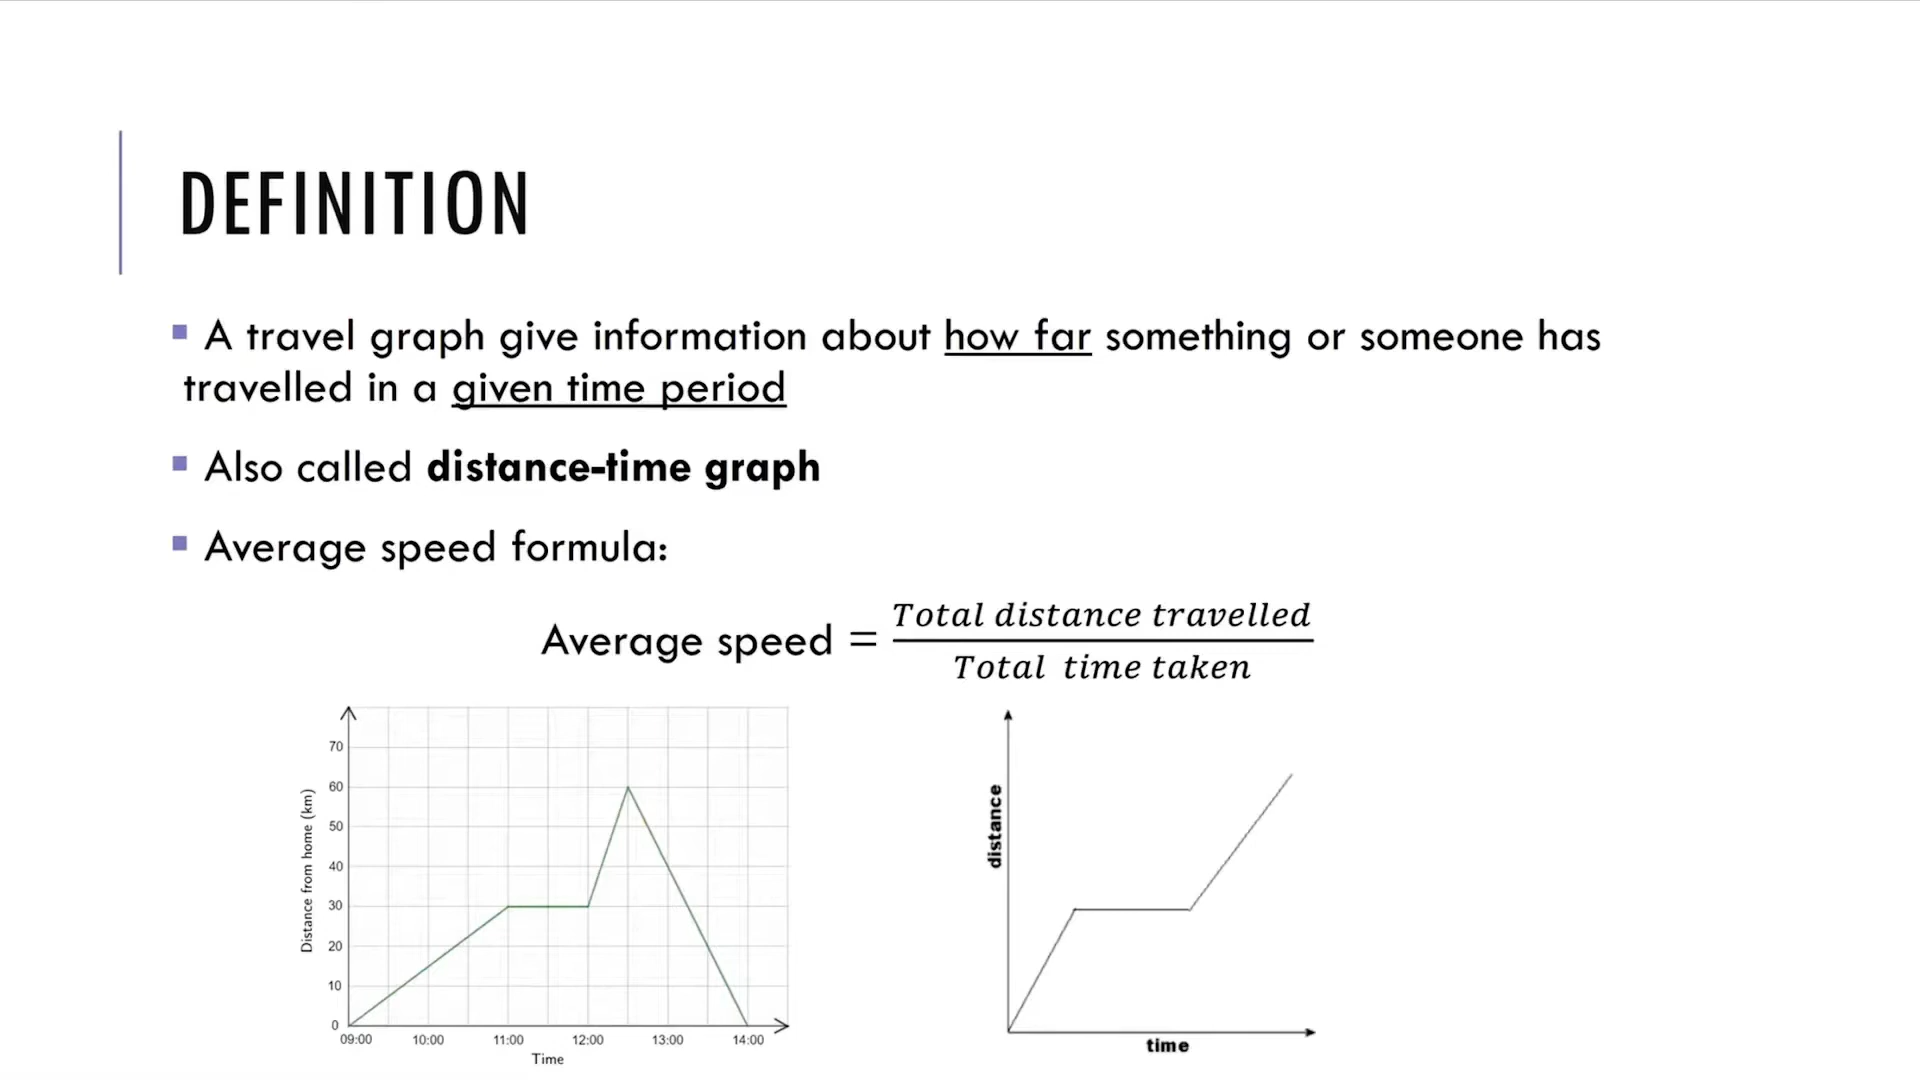 DEFINITION
A travel graph give information about how far something or someone has
travelled in a given time period
Also called distance-time graph
Average speed formula:
Average speed = Total distance travelled
Total time taken
70
60
50
40
30
20
10
0
Distance from home (km)
09:00 10:00 11:00 12:00 13:00 14:00
Time
distance
time